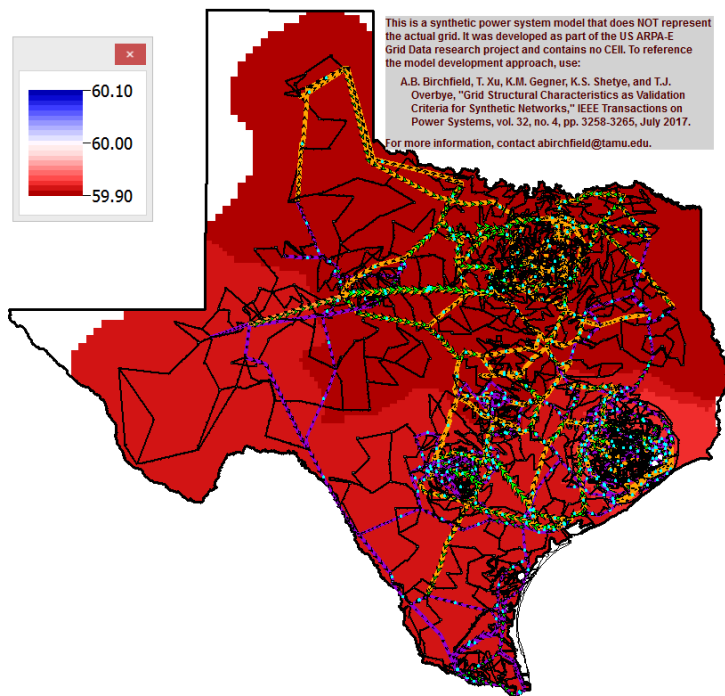 This is a synthetic power system model that does NOT represent
the actual grid. It was developed as part of the US ARPA-E
Grid Data research project and contains no CEII. To reference
the model development approach, use:
A.B. Birchfield, T. Xu, K.M. Gegner, K.S. Shetye, and T.J.
Overbye, "Grid Structural Characteristics as Validation
Criteria for Synthetic Networks," IEEE Transactions on
Power Systems, vol. 32, no. 4, pp. 3258-3265, July 2017.
For more information, contact abirchfield@tamu.edu.
×
60.10
60.00
59.90